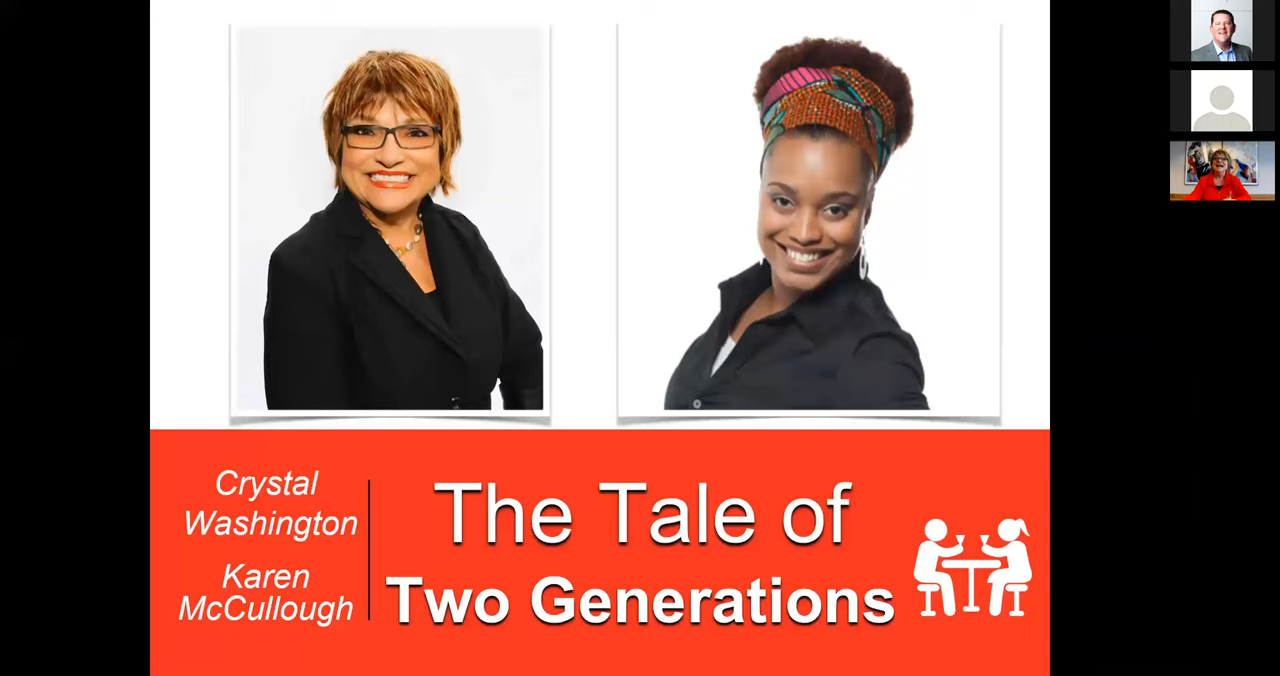 Crystal
Washington
Karen
McCullough
The Tale of
Two Generations